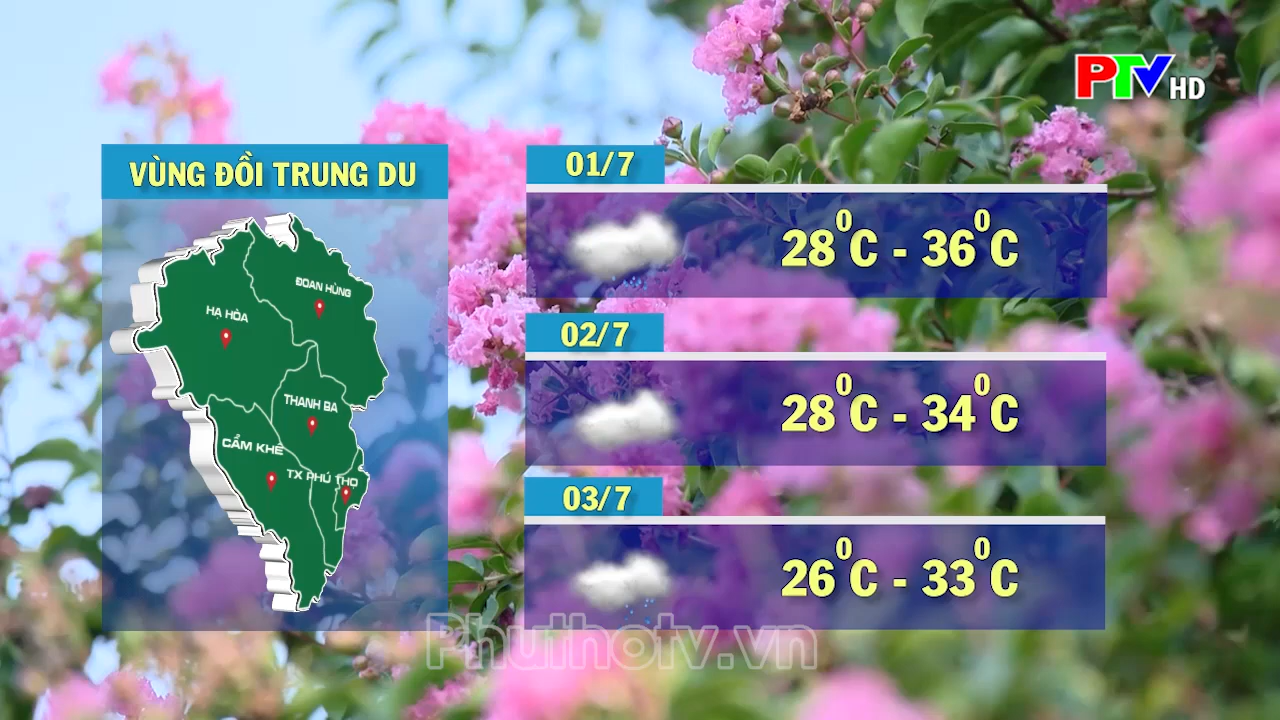 PTV HD
VÙNG ĐỒI TRUNG DU
ĐOAN HÙNG
HẠ HÒA
THANH BA
CẨM KHÊ
TX PHÚ THỌ
01/7
28⁰C - 36⁰C
02/7
28⁰C - 34⁰C
03/7
26⁰C - 33⁰C
Phuthotv.vn